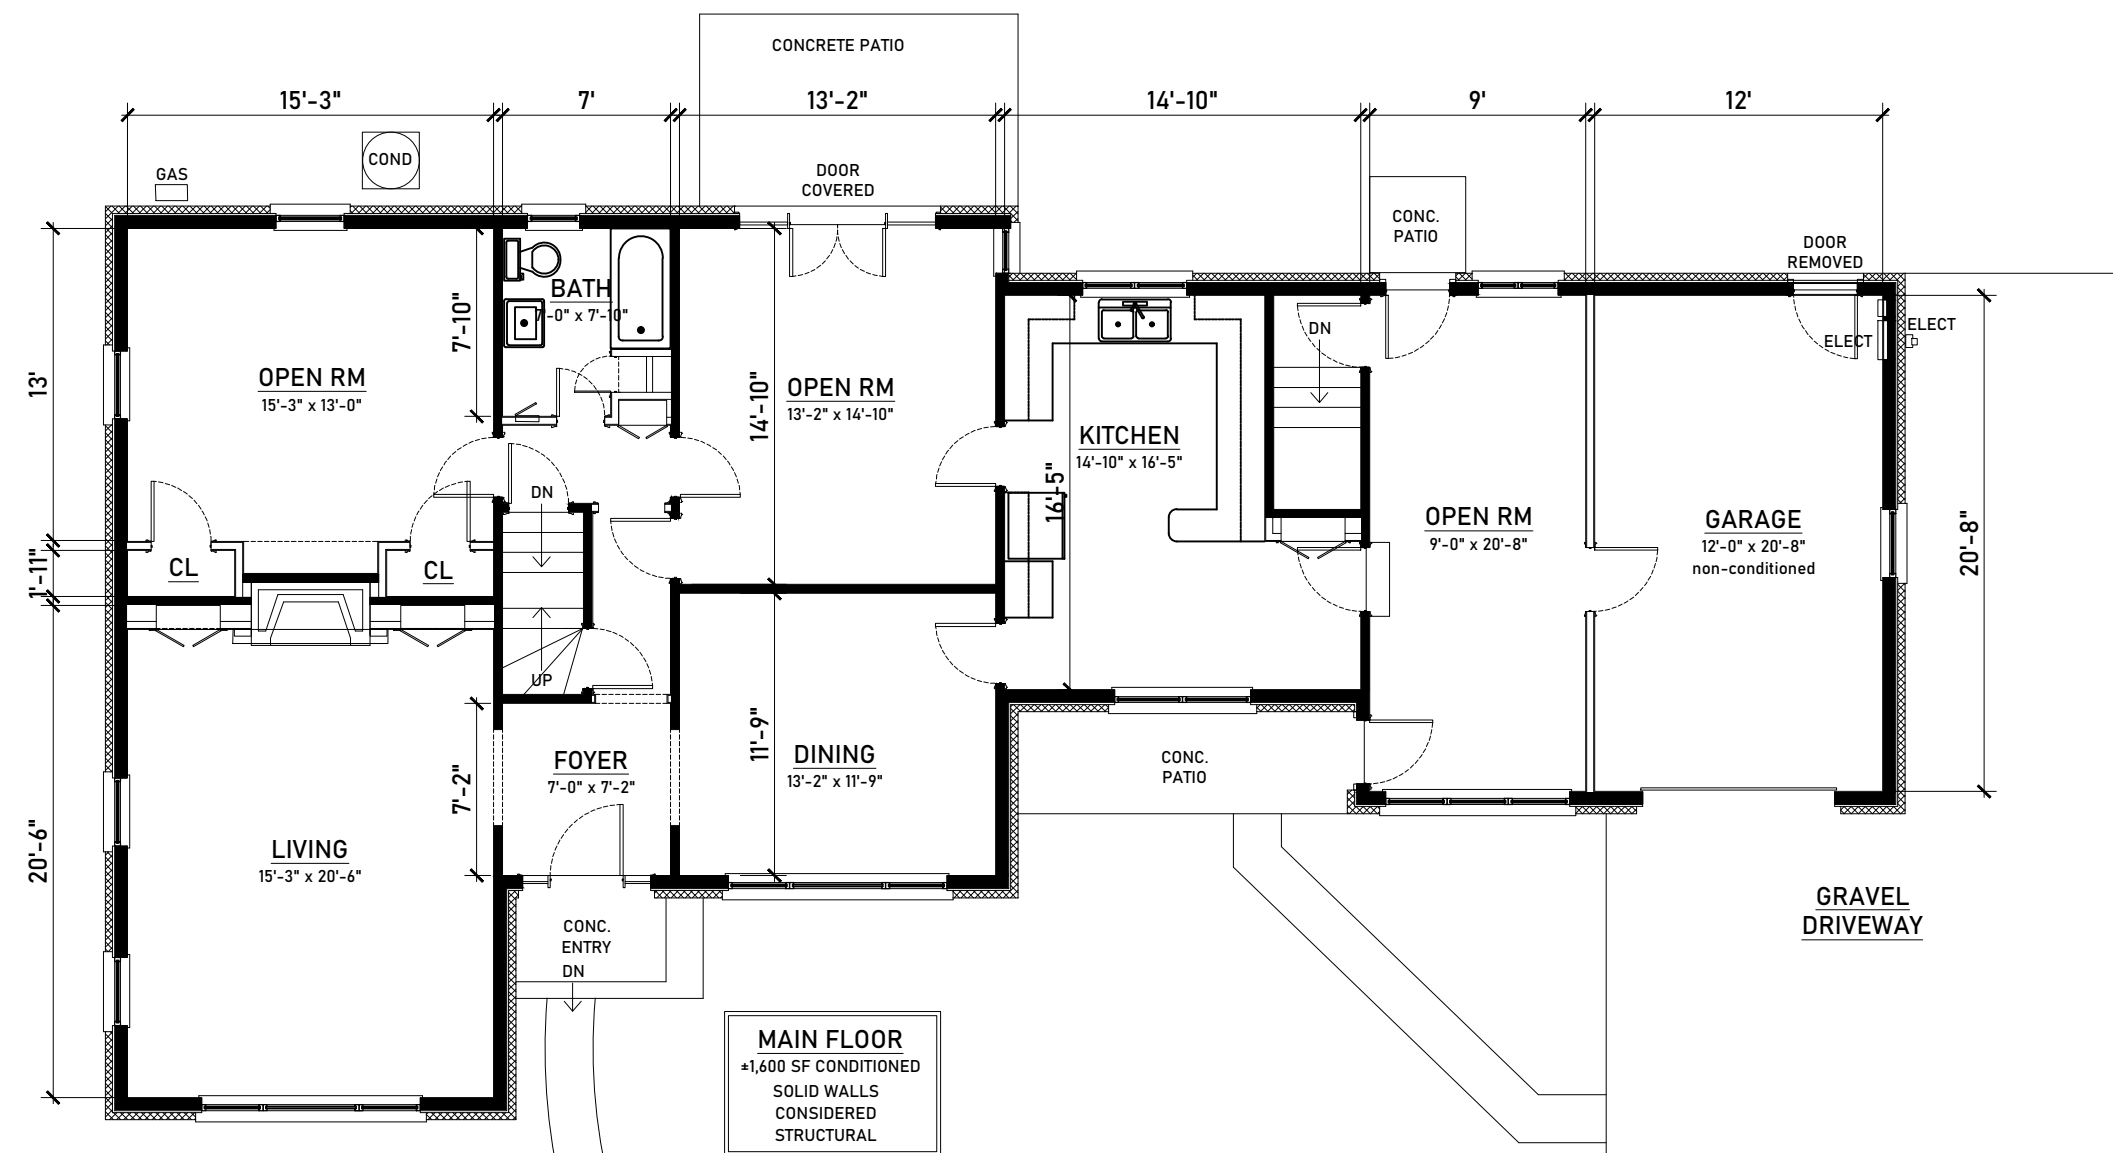 CONCRETE PATIO
15'-3"
7'
13'-2"
14'-10"
9'
12'
COND
GAS
DOOR
COVERED
CONC.
PATIO
DOOR
REMOVED
ELECT
ELECT
BATH
7'-0" x 7'-10"
7'-10"
13'
OPEN RM
15'-3" x 13'-0"
OPEN RM
13'-2" x 14'-10"
14'-10"
KITCHEN
14'-10" x 16'-5"
16'-5"
DN
OPEN RM
9'-0" x 20'-8"
GARAGE
12'-0" x 20'-8"
non-conditioned
20'-8"
DN
CL
CL
1'-11"
UP
FOYER
7'-0" x 7'-2"
7'-2"
DINING
13'-2" x 11'-9"
11'-9"
CONC.
PATIO
LIVING
15'-3" x 20'-6"
20'-6"
CONC.
ENTRY
DN
GRAVEL
DRIVEWAY
MAIN FLOOR
±1,600 SF CONDITIONED
SOLID WALLS
CONSIDERED
STRUCTURAL